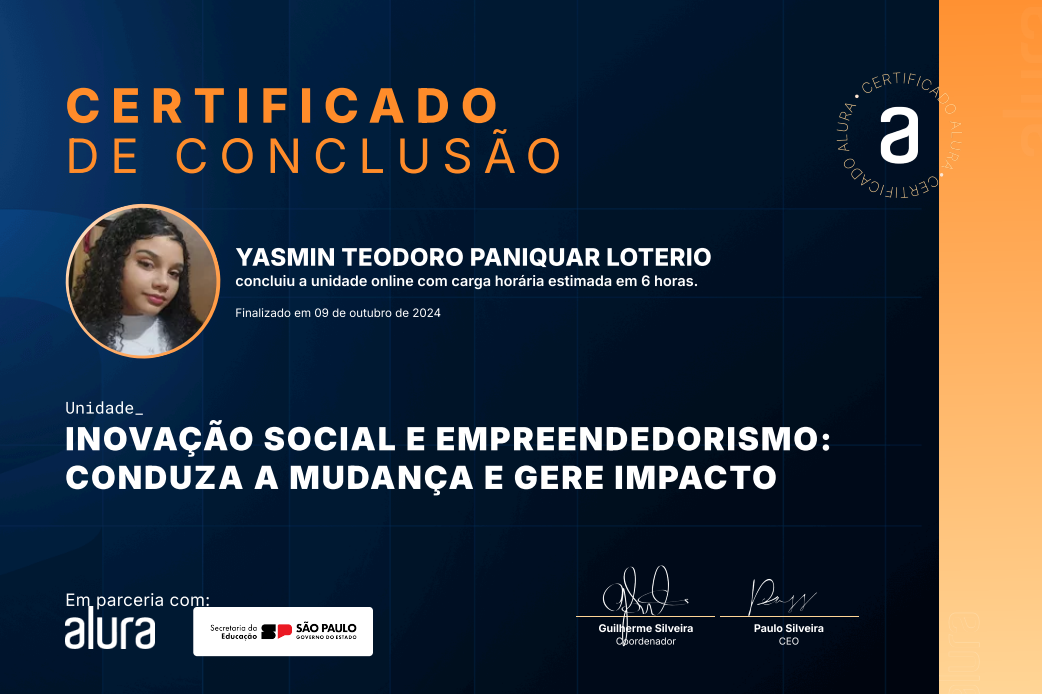 CERTIFICADO
DE CONCLUSÃO
• CERTIFICADO ALURA • CERTIFICADO ALURA
a
YASMIN TEODORO PANIQUAR LOTERIO
concluiu a unidade online com carga horária estimada em 6 horas.
Finalizado em 09 de outubro de 2024
Unidade_
INOVAÇÃO SOCIAL E EMPREENDEDORISMO:
CONDUZA A MUDANÇA E GERE IMPACTO
Em parceria com:
alura
Secretaria da
Educação
SP
SÃO PAULO
GOVERNO DO ESTADO
Guilherme Silveira
Coordenador
Paulo Silveira
CEO